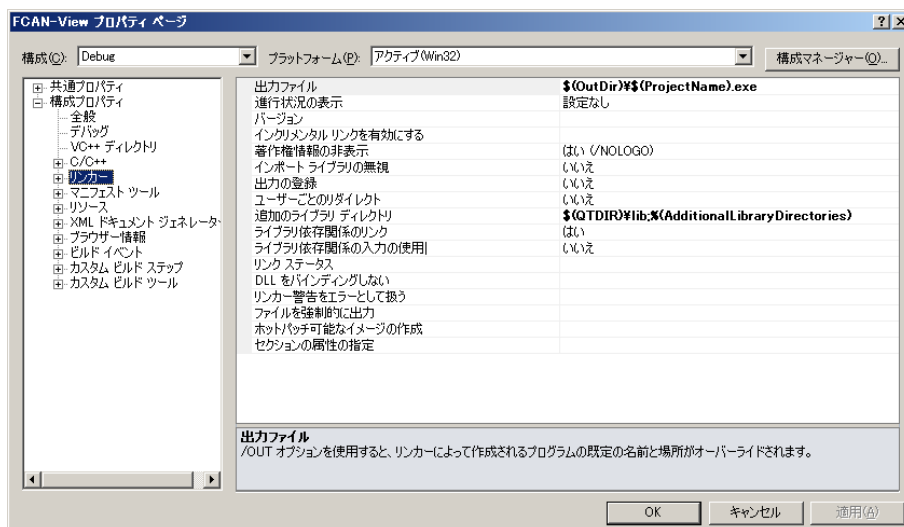 FCAN-View プロパティ ページ
構成(C): Debug プラットフォーム(P): アクティブ(Win32) 構成マネージャー(O)...
共通プロパティ
構成プロパティ
全般
デバッグ
VC++ ディレクトリ
C/C++
リンカー
マニフェスト ツール
リソース
XML ドキュメント ジェネレータ
ブラウザー情報
ビルド イベント
カスタム ビルド ステップ
カスタム ビルド ツール
出力ファイル $(OutDir)¥$(ProjectName).exe
進行状況の表示 設定なし
バージョン
インクリメンタル リンクを有効にする
著作権情報の非表示 はい (/NOLOGO)
インポート ライブラリの無視 いいえ
出力の登録 いいえ
ユーザーごとのリダイレクト いいえ
追加のライブラリ ディレクトリ $(QTDIR)¥lib;%(AdditionalLibraryDirectories)
ライブラリ依存関係のリンク はい
ライブラリ依存関係の入力の使用 いいえ
リンク ステータス
DLL をバインディングしない
リンカー警告をエラーとして扱う
ファイルを強制的に出力
ホットパッチ可能なイメージの作成
セクションの属性の指定
出力ファイル
/OUT オプションを使用すると、リンカーによって作成されるプログラムの既定の名前と場所がオーバーライドされます。
OK キャンセル 適用(A)